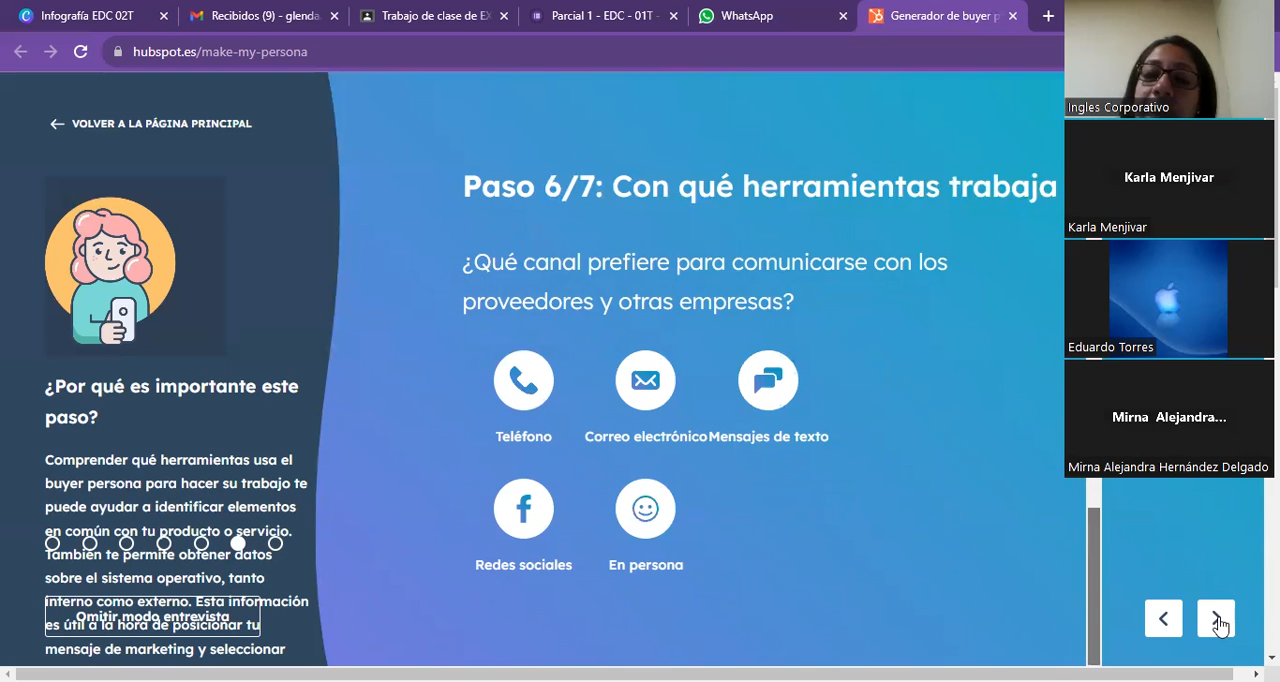 Infografía EDC 02T
Recibidos (9) - glenda.
Trabajo de clase de EX
Parcial 1 - EDC - 01T -
WhatsApp
Generador de buyer p
hubspot.es/make-my-persona
VOLVER A LA PÁGINA PRINCIPAL
¿Por qué es importante este
paso?
Comprender qué herramientas usa el
buyer persona para hacer su trabajo te
puede ayudar a identificar elementos
en común con tu producto o servicio.
También te permite obtener datos
sobre el sistema operativo, tanto
interno como externo. Esta información
Omitir modo entrevista
es útil a la hora de posicionar tu
mensaje de marketing y seleccionar
Paso 6/7: Con qué herramientas trabaja
¿Qué canal prefiere para comunicarse con los
proveedores y otras empresas?
Teléfono
Correo electrónico
Mensajes de texto
Redes sociales
En persona
Ingles Corporativo
Karla Menjivar
Karla Menjivar
Eduardo Torres
Mirna Alejandra...
Mirna Alejandra Hernández Delgado